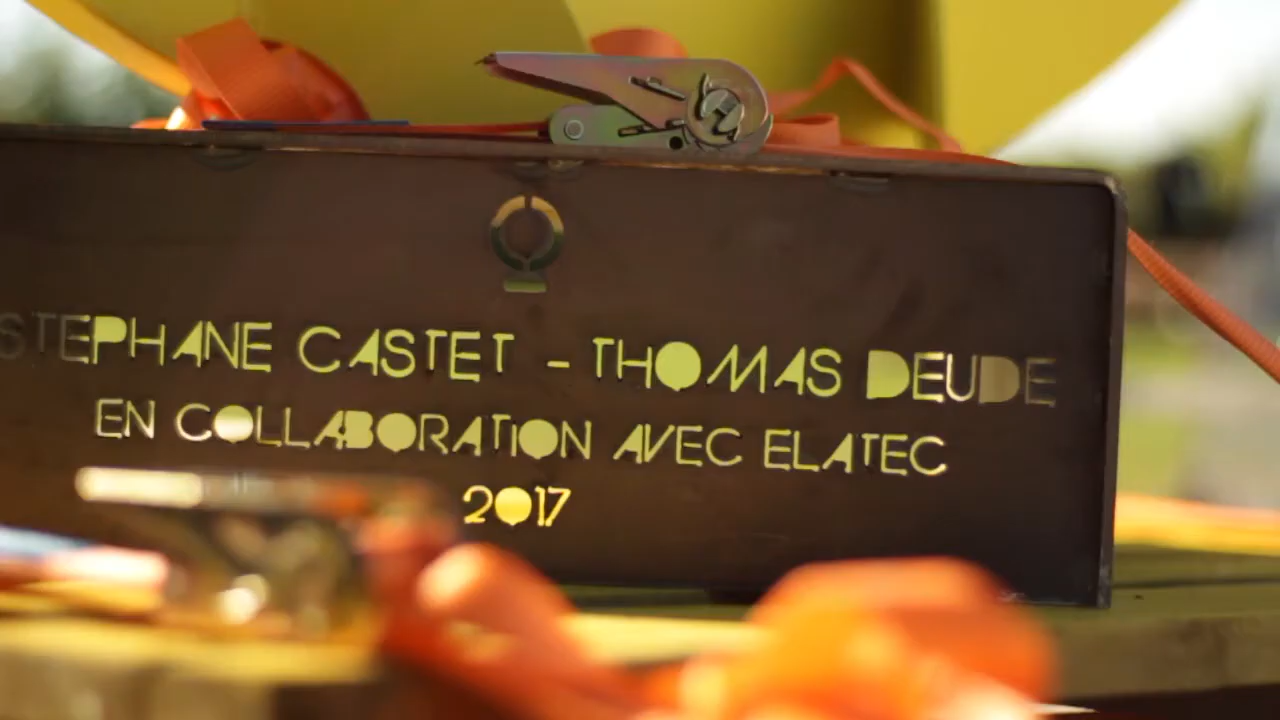 STEPHANE CASTET - THOMAS DEUDE
EN COLLABORATION AVEC ELATEC
2017